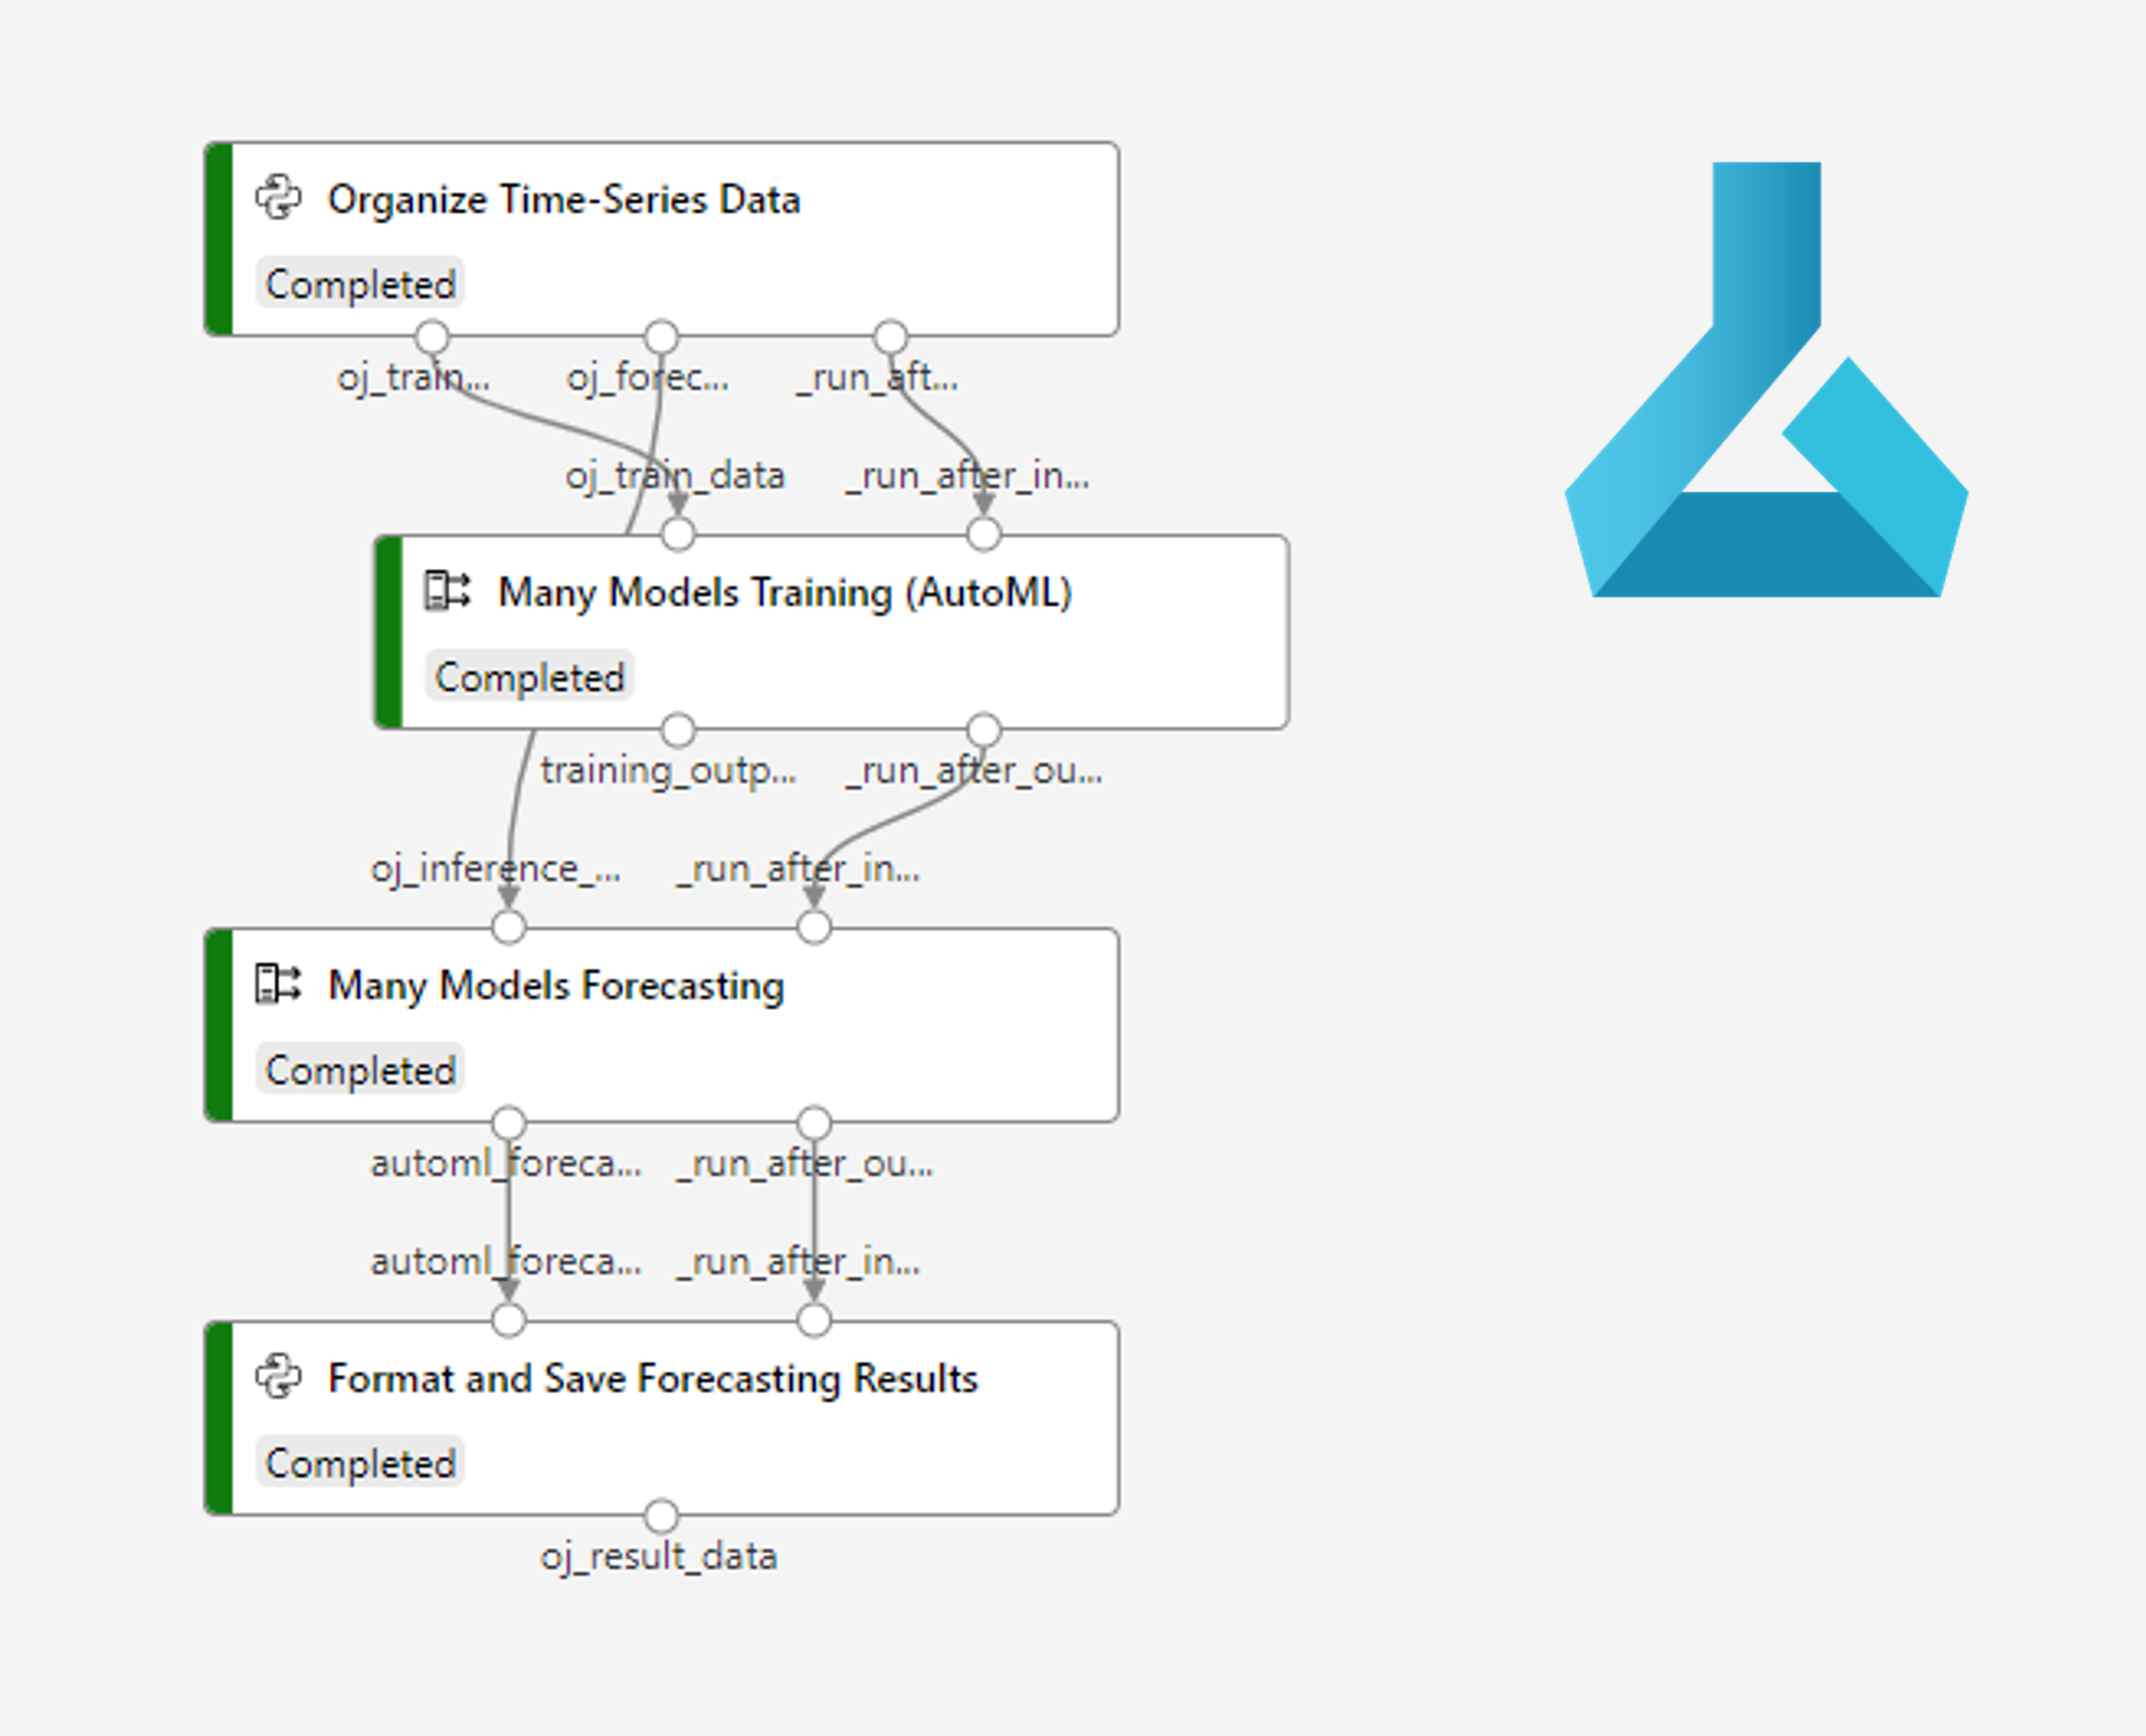 Organize Time-Series Data
Completed
oj_train... oj_forec... _run_aft...
oj_train_data _run_after_in...
Many Models Training (AutoML)
Completed
training_outp... _run_after_ou...
oj_inference_... _run_after_in...
Many Models Forecasting
Completed
automl_foreca... _run_after_ou...
automl_foreca... _run_after_in...
Format and Save Forecasting Results
Completed
oj_result_data